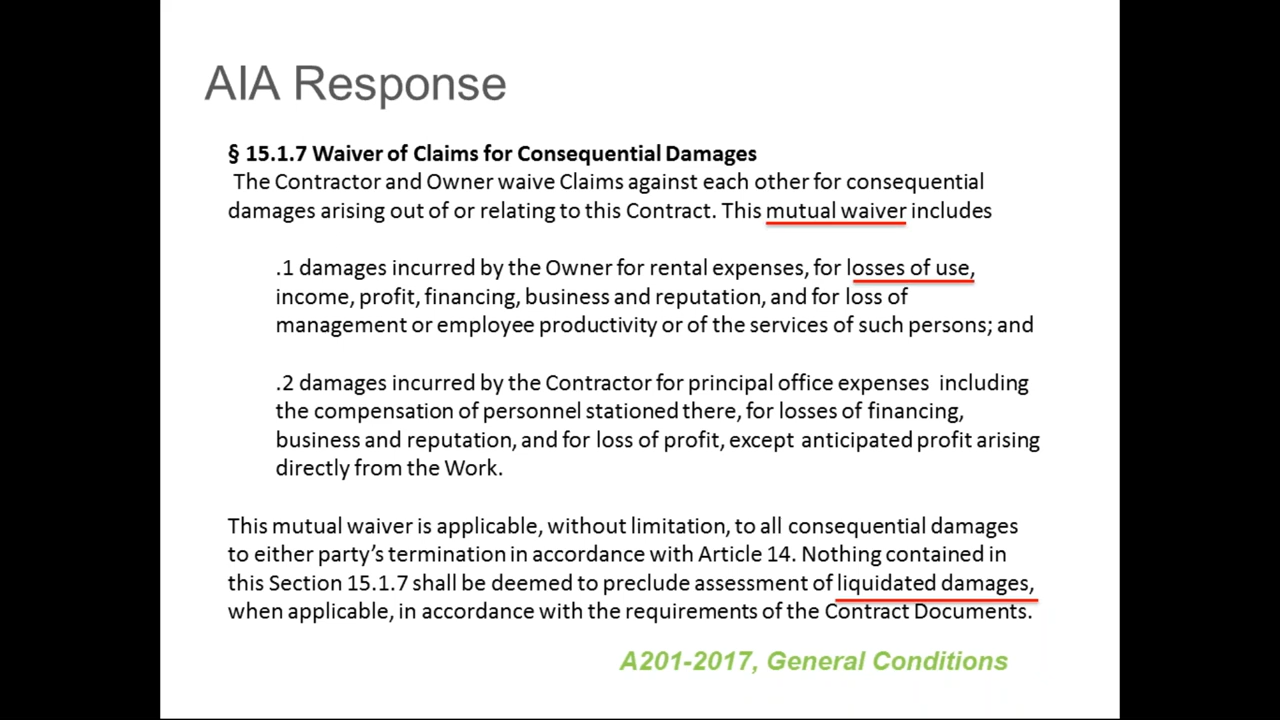 AIA Response
§ 15.1.7 Waiver of Claims for Consequential Damages
The Contractor and Owner waive Claims against each other for consequential
damages arising out of or relating to this Contract. This mutual waiver includes
.1 damages incurred by the Owner for rental expenses, for losses of use,
income, profit, financing, business and reputation, and for loss of
management or employee productivity or of the services of such persons; and
.2 damages incurred by the Contractor for principal office expenses including
the compensation of personnel stationed there, for losses of financing,
business and reputation, and for loss of profit, except anticipated profit arising
directly from the Work.
This mutual waiver is applicable, without limitation, to all consequential damages
to either party’s termination in accordance with Article 14. Nothing contained in
this Section 15.1.7 shall be deemed to preclude assessment of liquidated damages,
when applicable, in accordance with the requirements of the Contract Documents.
A201-2017, General Conditions